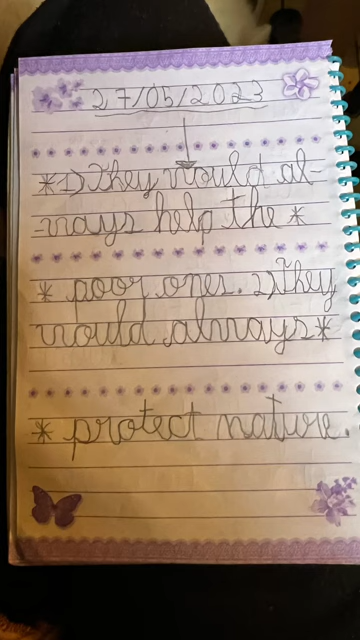 27/05/2023
* 1) They would al-
-ways help the *
* poor ones. 2) They
would always *
* protect nature.